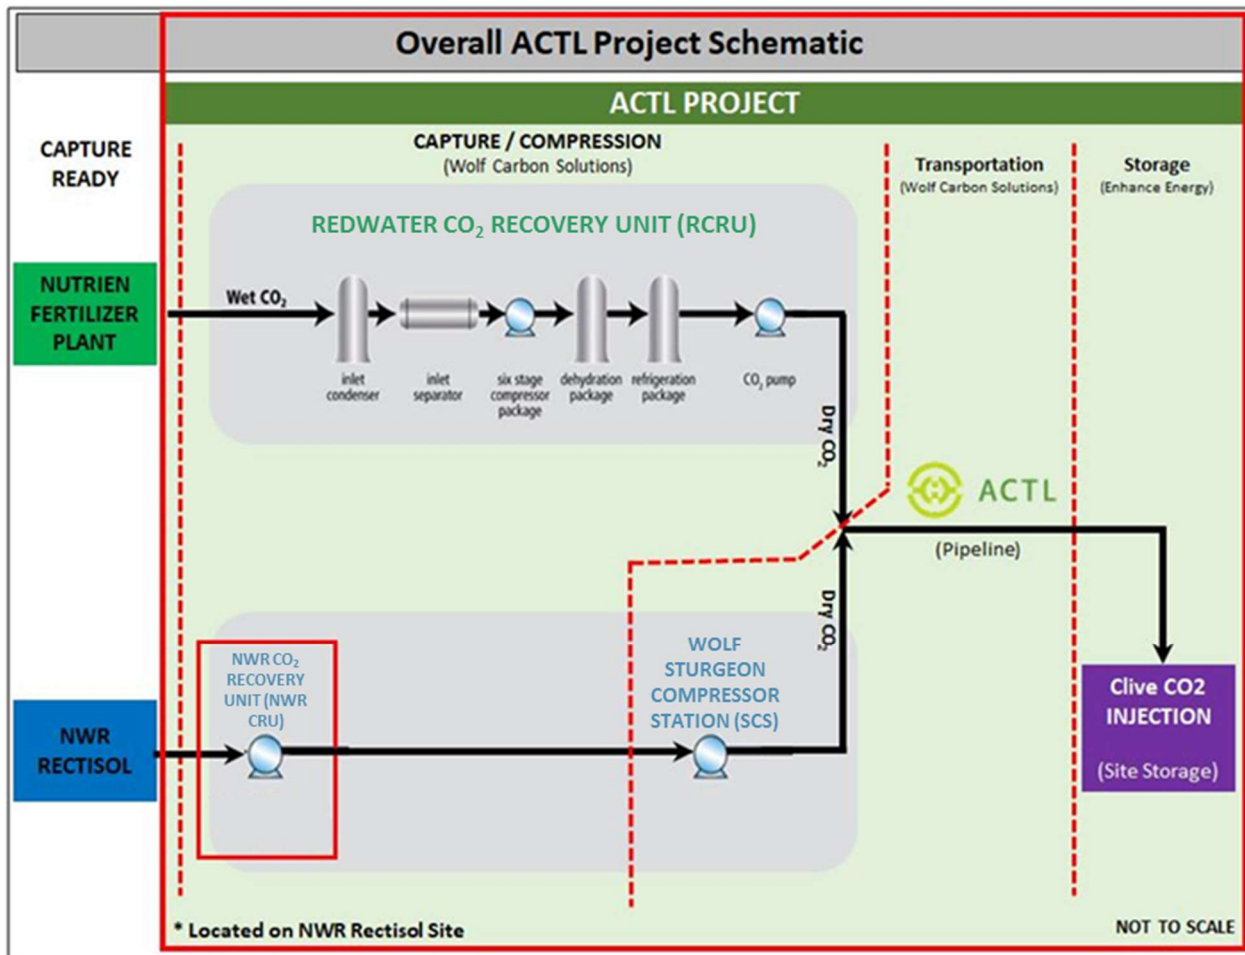 Overall ACTL Project Schematic
ACTL PROJECT
CAPTURE
READY
CAPTURE / COMPRESSION
(Wolf Carbon Solutions)
Transportation
(Wolf Carbon Solutions)
Storage
(Enhance Energy)
REDWATER CO₂ RECOVERY UNIT (RCRU)
NUTRIEN
FERTILIZER
PLANT
Wet CO₂
inlet
condenser
inlet
separator
six stage
compressor
package
dehydration
package
refrigeration
package
CO₂ pump
Dry CO₂
ACTL
(Pipeline)
Dry CO₂
NWR CO₂
RECOVERY
UNIT (NWR
CRU)
WOLF
STURGEON
COMPRESSOR
STATION (SCS)
NWR
RECTISOL
Clive CO2
INJECTION
(Site Storage)
* Located on NWR Rectisol Site
NOT TO SCALE